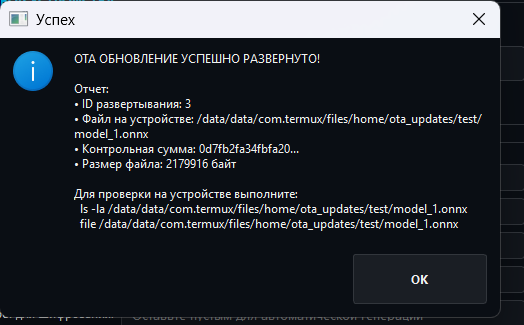 Успех
ОТА ОБНОВЛЕНИЕ УСПЕШНО РАЗВЕРНУТО!
Отчет:
• ID развертывания: 3
• Файл на устройстве: /data/data/com.termux/files/home/ota_updates/test/
model_1.onnx
• Контрольная сумма: 0d7fb2fa34fbfa20...
• Размер файла: 2179916 байт
Для проверки на устройстве выполните:
ls -la /data/data/com.termux/files/home/ota_updates/test/model_1.onnx
file /data/data/com.termux/files/home/ota_updates/test/model_1.onnx
OK